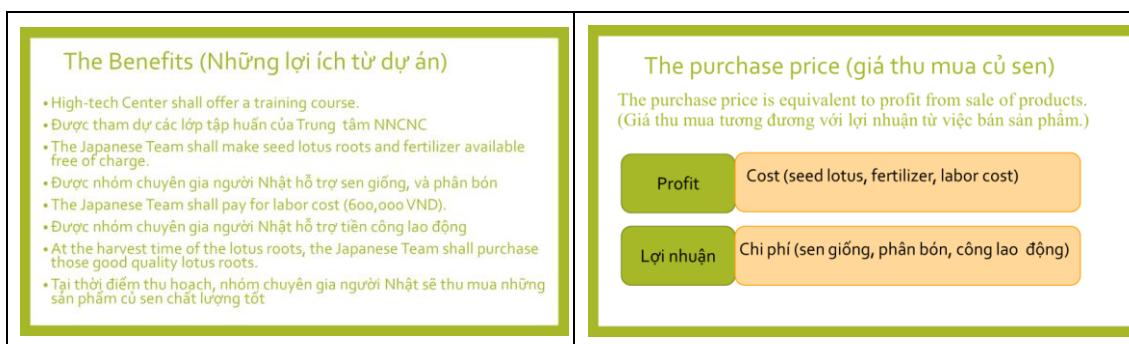 The Benefits (Những lợi ích từ dự án)
• High-tech Center shall offer a training course.
• Được tham dự các lớp tập huấn của Trung tâm NNCNC
• The Japanese Team shall make seed lotus roots and fertilizer available
free of charge.
• Được nhóm chuyên gia người Nhật hỗ trợ sen giống, và phân bón
• The Japanese Team shall pay for labor cost (600,000 VND).
• Được nhóm chuyên gia người Nhật hỗ trợ tiền công lao động
• At the harvest time of the lotus roots, the Japanese Team shall purchase
those good quality lotus roots.
• Tại thời điểm thu hoạch, nhóm chuyên gia người Nhật sẽ thu mua những
sản phẩm củ sen chất lượng tốt
The purchase price (giá thu mua củ sen)
The purchase price is equivalent to profit from sale of products.
(Giá thu mua tương đương với lợi nhuận từ việc bán sản phẩm.)
Profit
Cost (seed lotus, fertilizer, labor cost)
Lợi nhuận
Chi phí (sen giống, phân bón, công lao động)